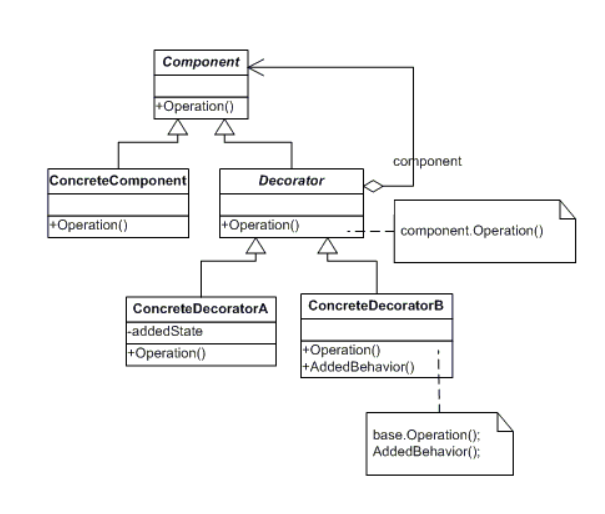 Component
+Operation()
component
ConcreteComponent
+Operation()
Decorator
+Operation()
component.Operation()
ConcreteDecoratorA
-addedState
+Operation()
ConcreteDecoratorB
+Operation()
+AddedBehavior()
base.Operation();
AddedBehavior();